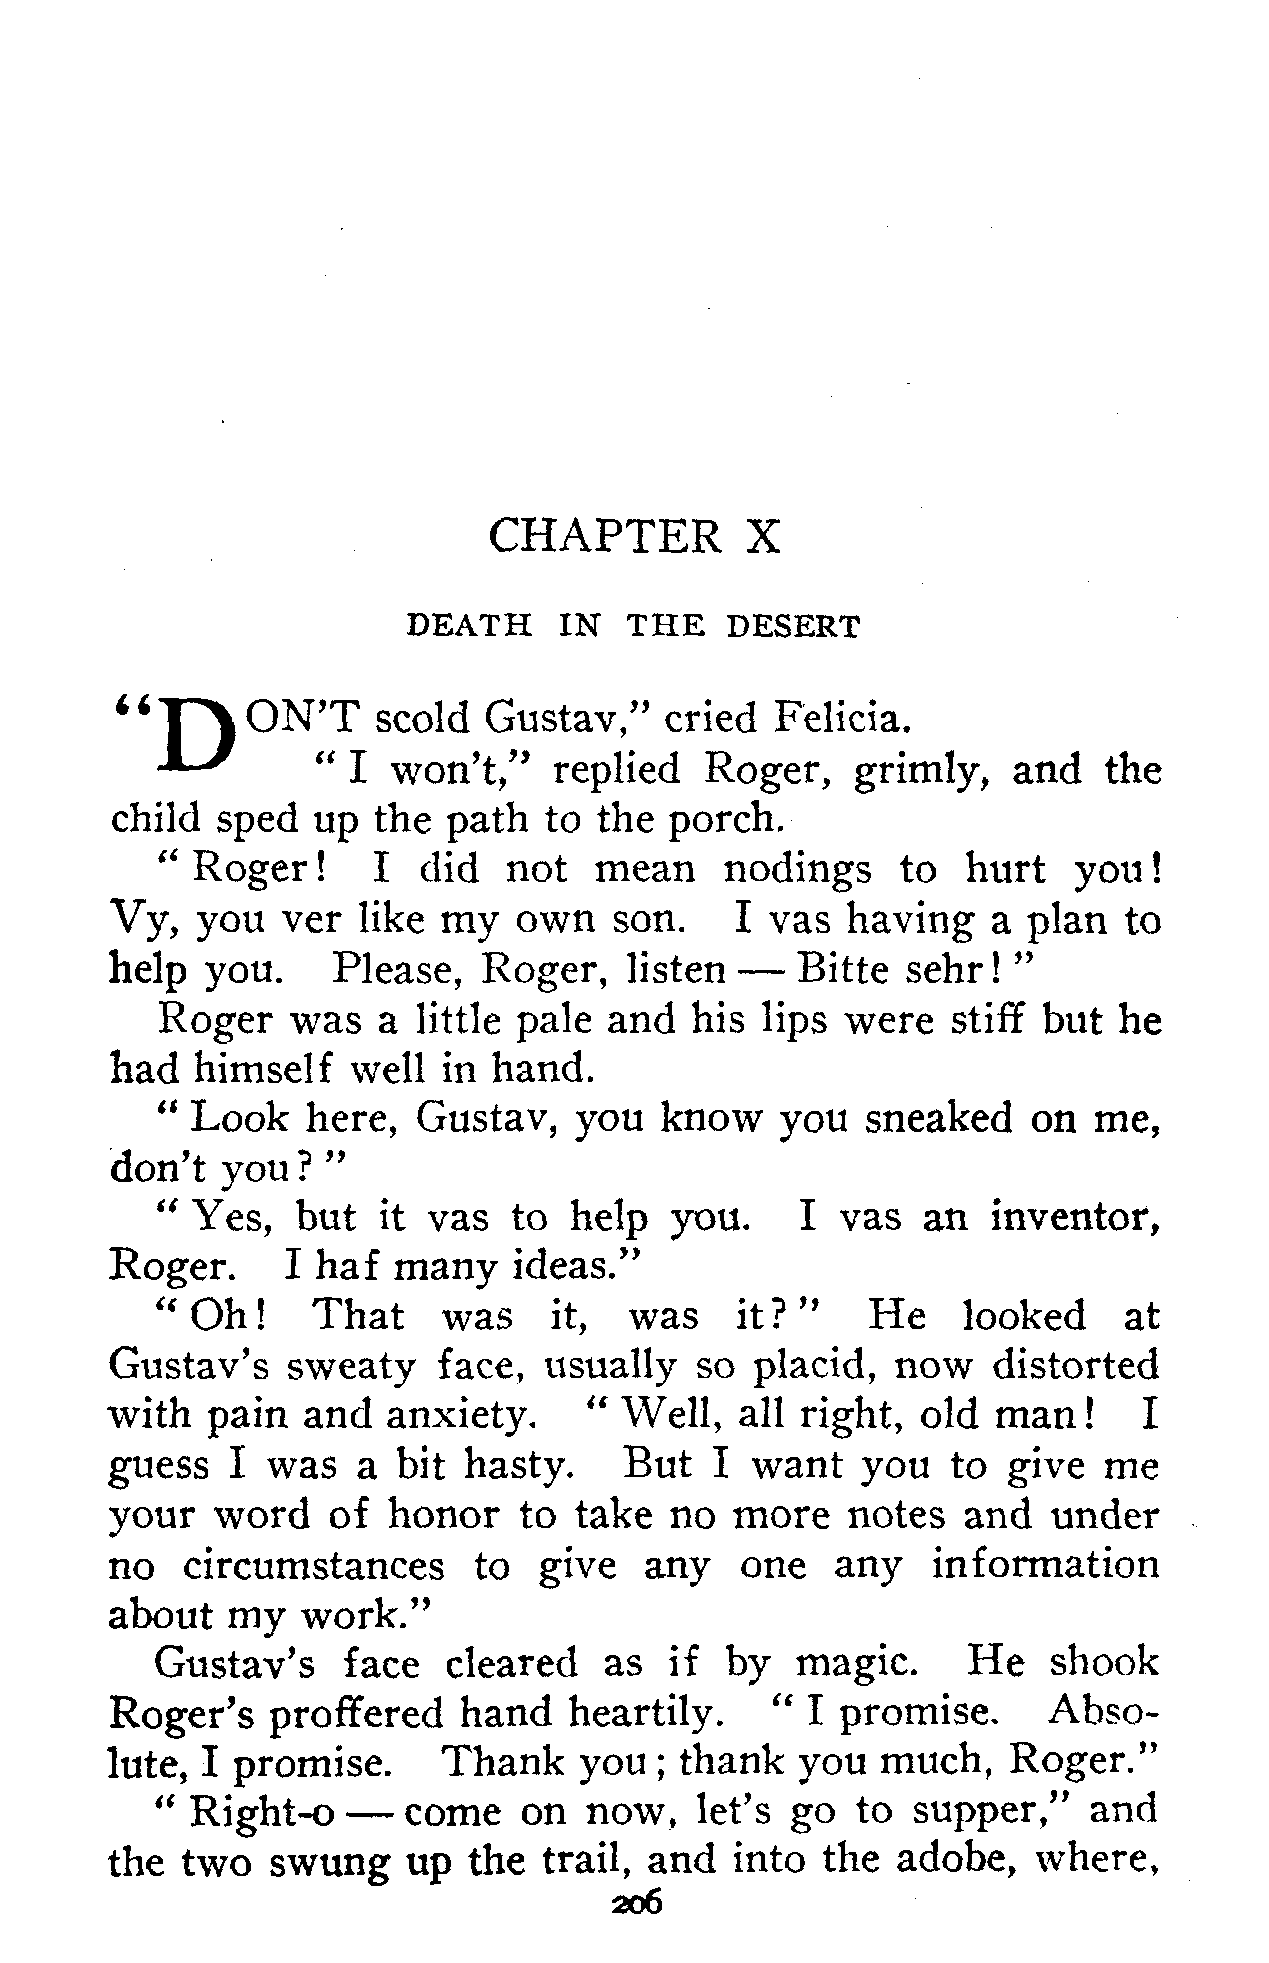 CHAPTER X
DEATH IN THE DESERT
“DON'T scold Gustav,” cried Felicia.
“ I won't,” replied Roger, grimly, and the
child sped up the path to the porch.
“ Roger! I did not mean nodings to hurt you!
Vy, you ver like my own son. I vas having a plan to
help you. Please, Roger, listen — Bitte sehr! ”
Roger was a little pale and his lips were stiff but he
had himself well in hand.
“ Look here, Gustav, you know you sneaked on me,
don't you? ”
“ Yes, but it vas to help you. I vas an inventor,
Roger. I haf many ideas.”
“ Oh! That was it, was it? ” He looked at
Gustav's sweaty face, usually so placid, now distorted
with pain and anxiety. “ Well, all right, old man! I
guess I was a bit hasty. But I want you to give me
your word of honor to take no more notes and under
no circumstances to give any one any information
about my work.”
Gustav's face cleared as if by magic. He shook
Roger's proffered hand heartily. “ I promise. Abso-
lute, I promise. Thank you; thank you much, Roger.”
“ Right-o — come on now, let's go to supper,” and
the two swung up the trail, and into the adobe, where,
206